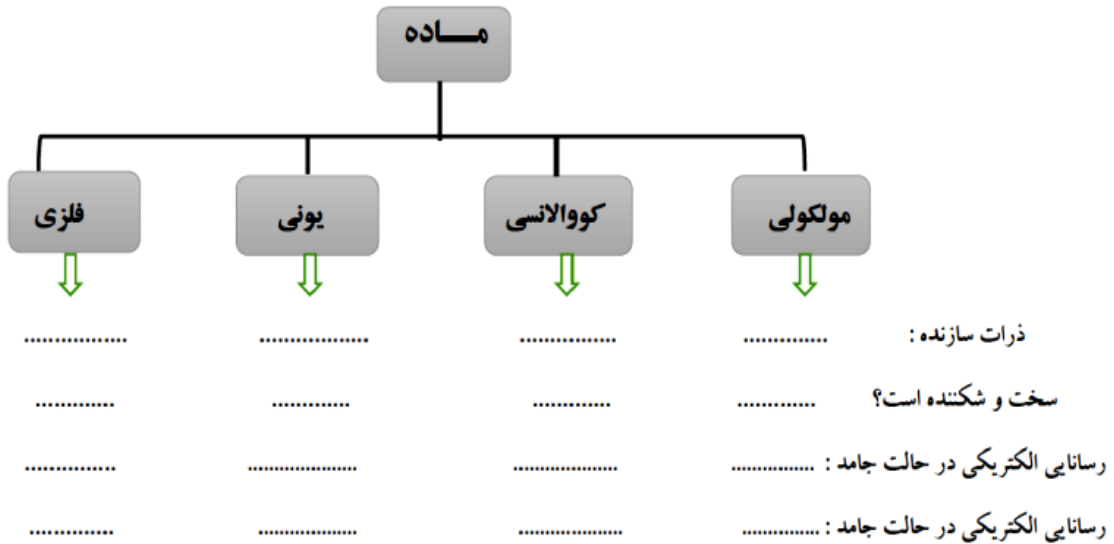 مـــاده
مولکولی کووالانسی یونی فلزی
ذرات سازنده : .............. ................ .................. .................
سخت و شکننده است؟ ............. ............. ............. .............
رسانایی الکتریکی در حالت جامد : ................ .................... ..................... ...............
رسانایی الکتریکی در حالت جامد : ............... .................... ................... ..............